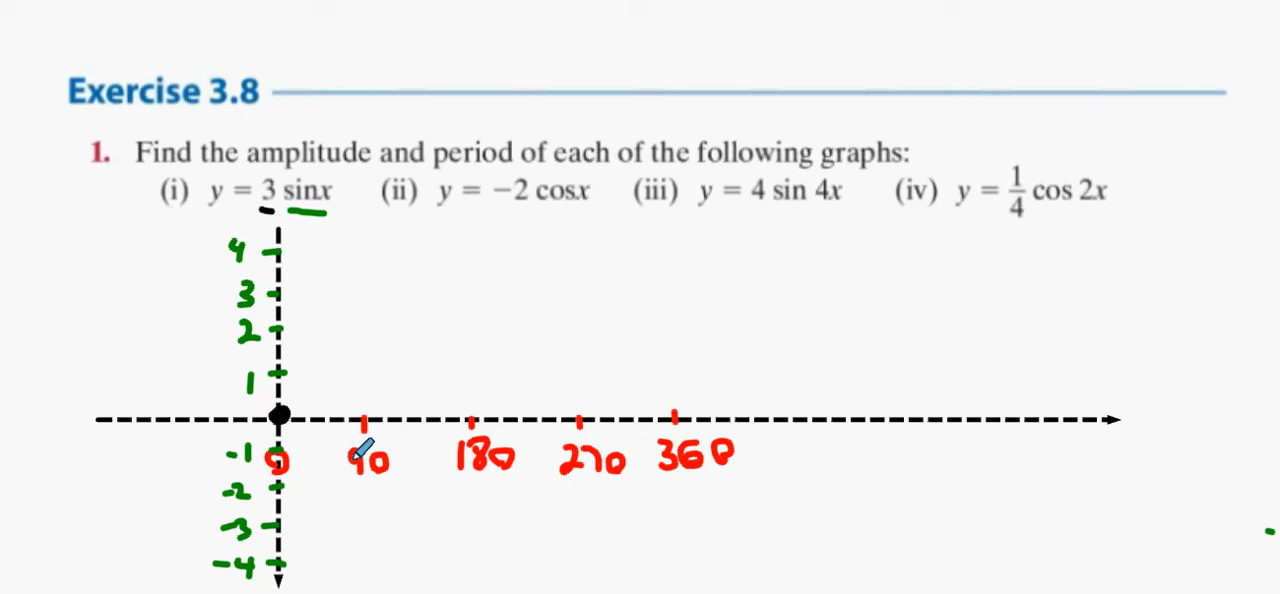 Exercise 3.8
1. Find the amplitude and period of each of the following graphs:
(i) y = 3 sinx (ii) y = −2 cosx (iii) y = 4 sin 4x (iv) y = 1/4 cos 2x
4
3
2
1
-1 0 90 180 270 360
-2
-3
-4